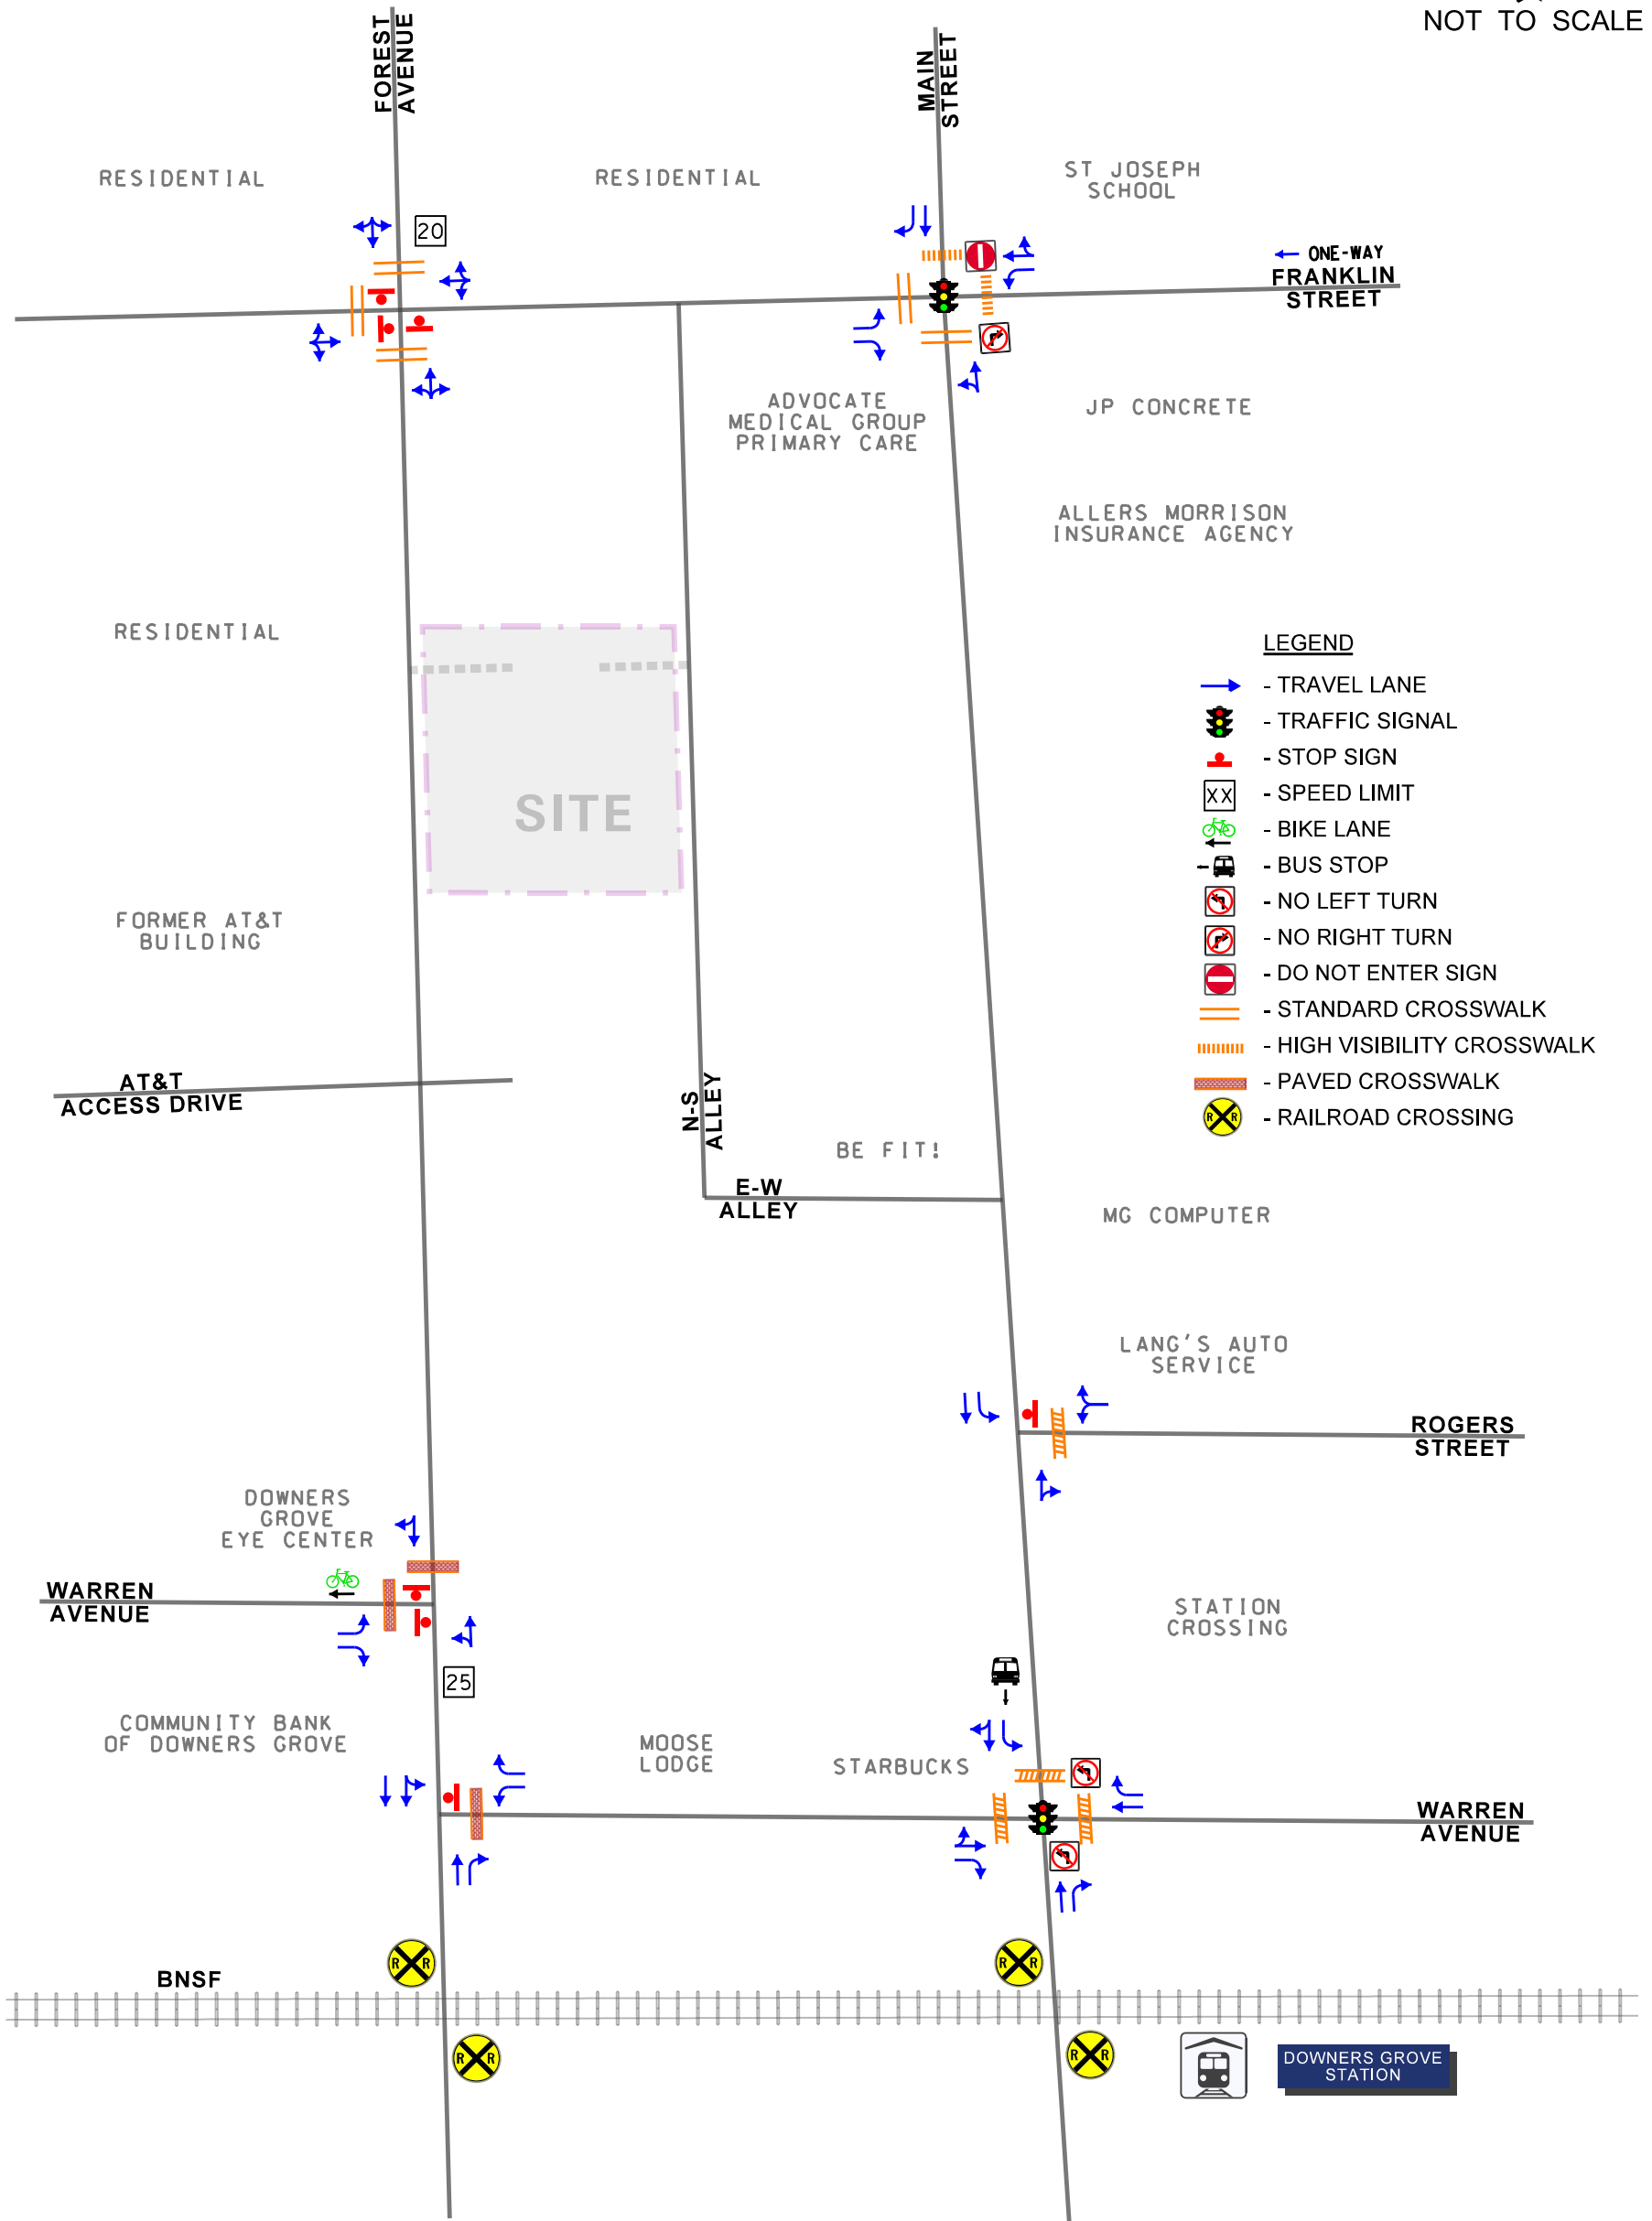 NOT TO SCALE
FOREST
AVENUE
MAIN
STREET
RESIDENTIAL
RESIDENTIAL
ST JOSEPH
SCHOOL
20
ONE-WAY
FRANKLIN
STREET
ADVOCATE
MEDICAL GROUP
PRIMARY CARE
JP CONCRETE
ALLERS MORRISON
INSURANCE AGENCY
RESIDENTIAL
SITE
LEGEND
- TRAVEL LANE
- TRAFFIC SIGNAL
- STOP SIGN
XX - SPEED LIMIT
- BIKE LANE
- BUS STOP
- NO LEFT TURN
- NO RIGHT TURN
- DO NOT ENTER SIGN
- STANDARD CROSSWALK
- HIGH VISIBILITY CROSSWALK
- PAVED CROSSWALK
R R - RAILROAD CROSSING
FORMER AT&T
BUILDING
AT&T
ACCESS DRIVE
N-S
ALLEY
BE FIT!
E-W
ALLEY
MG COMPUTER
LANG'S AUTO
SERVICE
ROGERS
STREET
DOWNERS
GROVE
EYE CENTER
WARREN
AVENUE
STATION
CROSSING
25
COMMUNITY BANK
OF DOWNERS GROVE
MOOSE
LODGE
STARBUCKS
WARREN
AVENUE
R R
R R
BNSF
R R
R R
DOWNERS GROVE
STATION